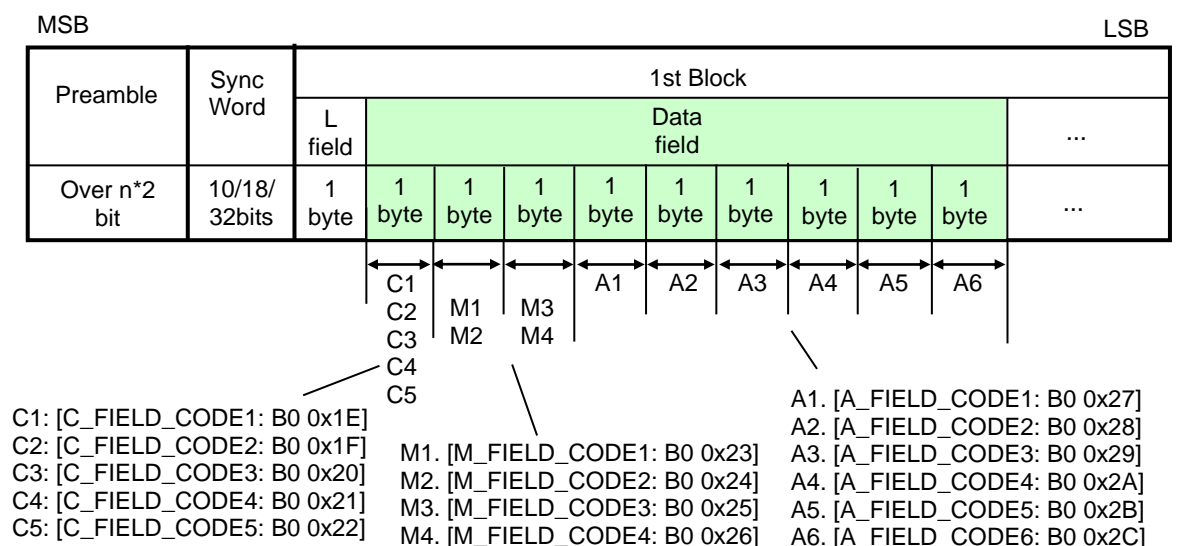 MSB
LSB
Preamble
Sync
Word
1st Block
L
field
Data
field
...
Over n*2
bit
10/18/
32bits
1
byte
1
byte
1
byte
1
byte
1
byte
1
byte
1
byte
1
byte
1
byte
1
byte
...
C1
C2
C3
C4
C5
M1
M2
M3
M4
A1
A2
A3
A4
A5
A6
C1: [C_FIELD_CODE1: B0 0x1E]
C2: [C_FIELD_CODE2: B0 0x1F]
C3: [C_FIELD_CODE3: B0 0x20]
C4: [C_FIELD_CODE4: B0 0x21]
C5: [C_FIELD_CODE5: B0 0x22]
M1. [M_FIELD_CODE1: B0 0x23]
M2. [M_FIELD_CODE2: B0 0x24]
M3. [M_FIELD_CODE3: B0 0x25]
M4. [M_FIELD_CODE4: B0 0x26]
A1. [A_FIELD_CODE1: B0 0x27]
A2. [A_FIELD_CODE2: B0 0x28]
A3. [A_FIELD_CODE3: B0 0x29]
A4. [A_FIELD_CODE4: B0 0x2A]
A5. [A_FIELD_CODE5: B0 0x2B]
A6. [A_FIELD_CODE6: B0 0x2C]